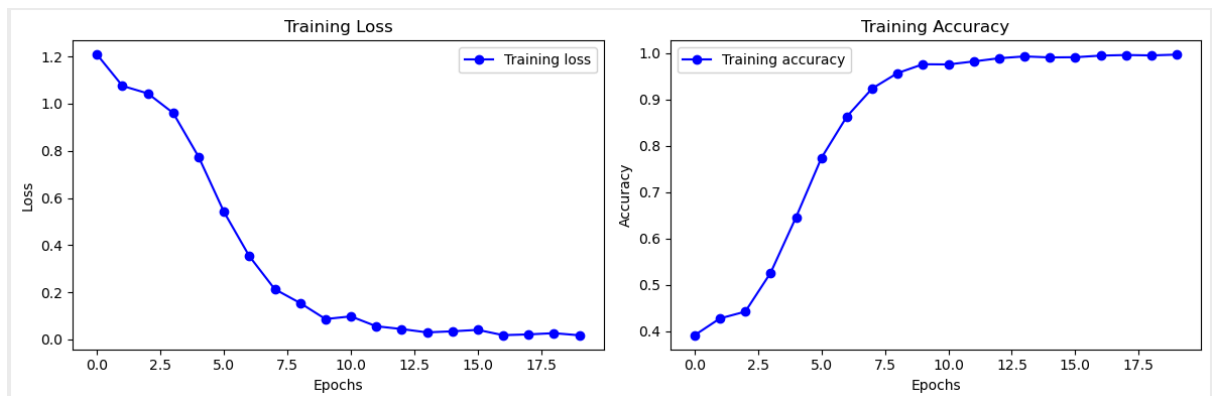 Training Loss
Training loss
1.2
1.0
0.8
0.6
0.4
0.2
0.0
Loss
0.0 2.5 5.0 7.5 10.0 12.5 15.0 17.5
Epochs
Training Accuracy
Training accuracy
1.0
0.9
0.8
0.7
0.6
0.5
0.4
Accuracy
0.0 2.5 5.0 7.5 10.0 12.5 15.0 17.5
Epochs